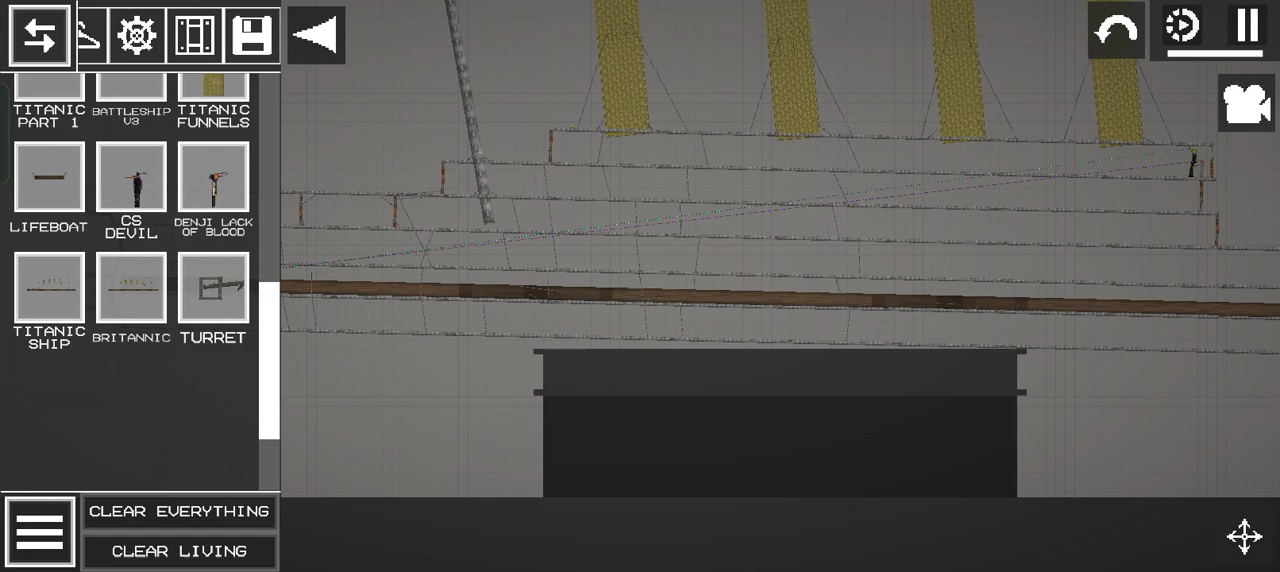 TITANIC
PART 1
BATTLESHIP
V3
TITANIC
FUNNELS
LIFEBOAT
CS
DEVIL
DENJI LACK
OF BLOOD
TITANIC
SHIP
BRITANNIC
TURRET
CLEAR EVERYTHING
CLEAR LIVING